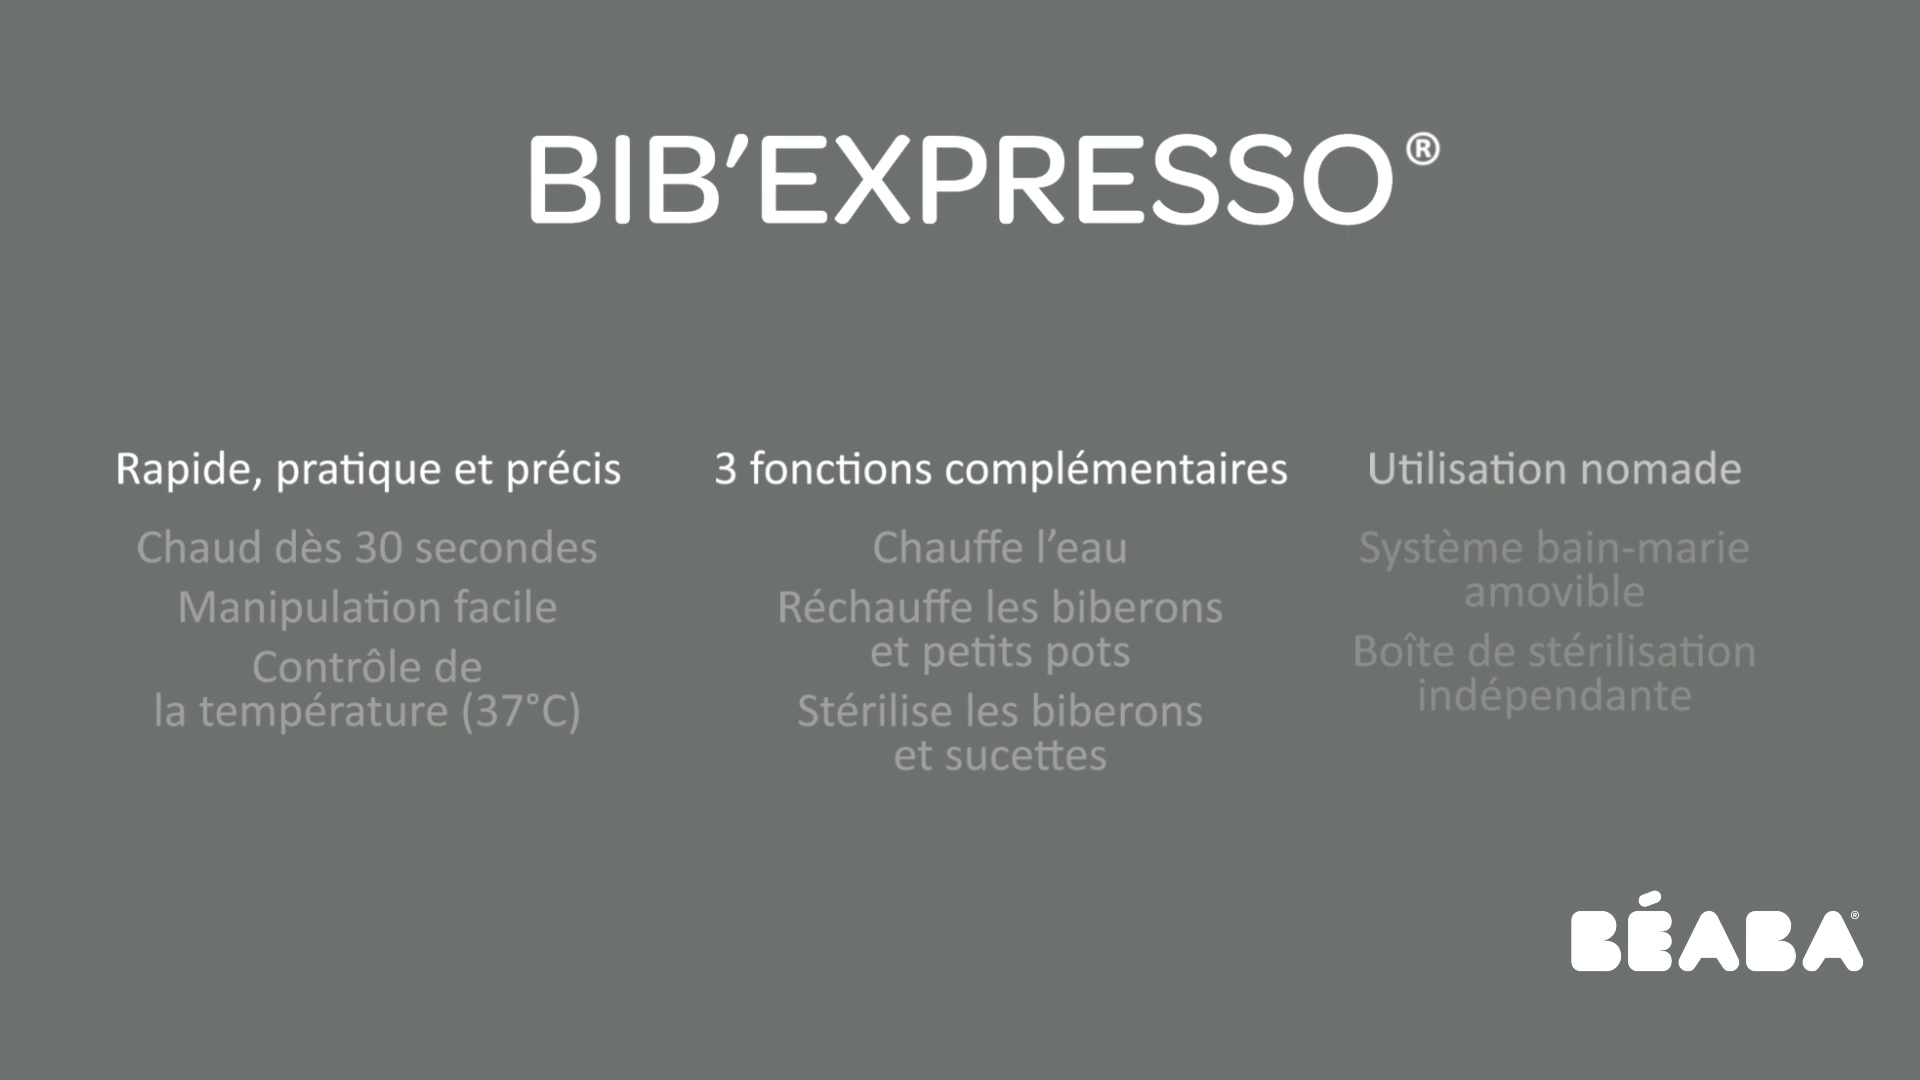 BIB’EXPRESSO®
Rapide, pratique et précis
Chaud dès 30 secondes
Manipulation facile
Contrôle de
la température (37°C)
3 fonctions complémentaires
Chauffe l’eau
Réchauffe les biberons
et petits pots
Stérilise les biberons
et sucettes
Utilisation nomade
Système bain-marie
amovible
Boîte de stérilisation
indépendante
BÉABA®